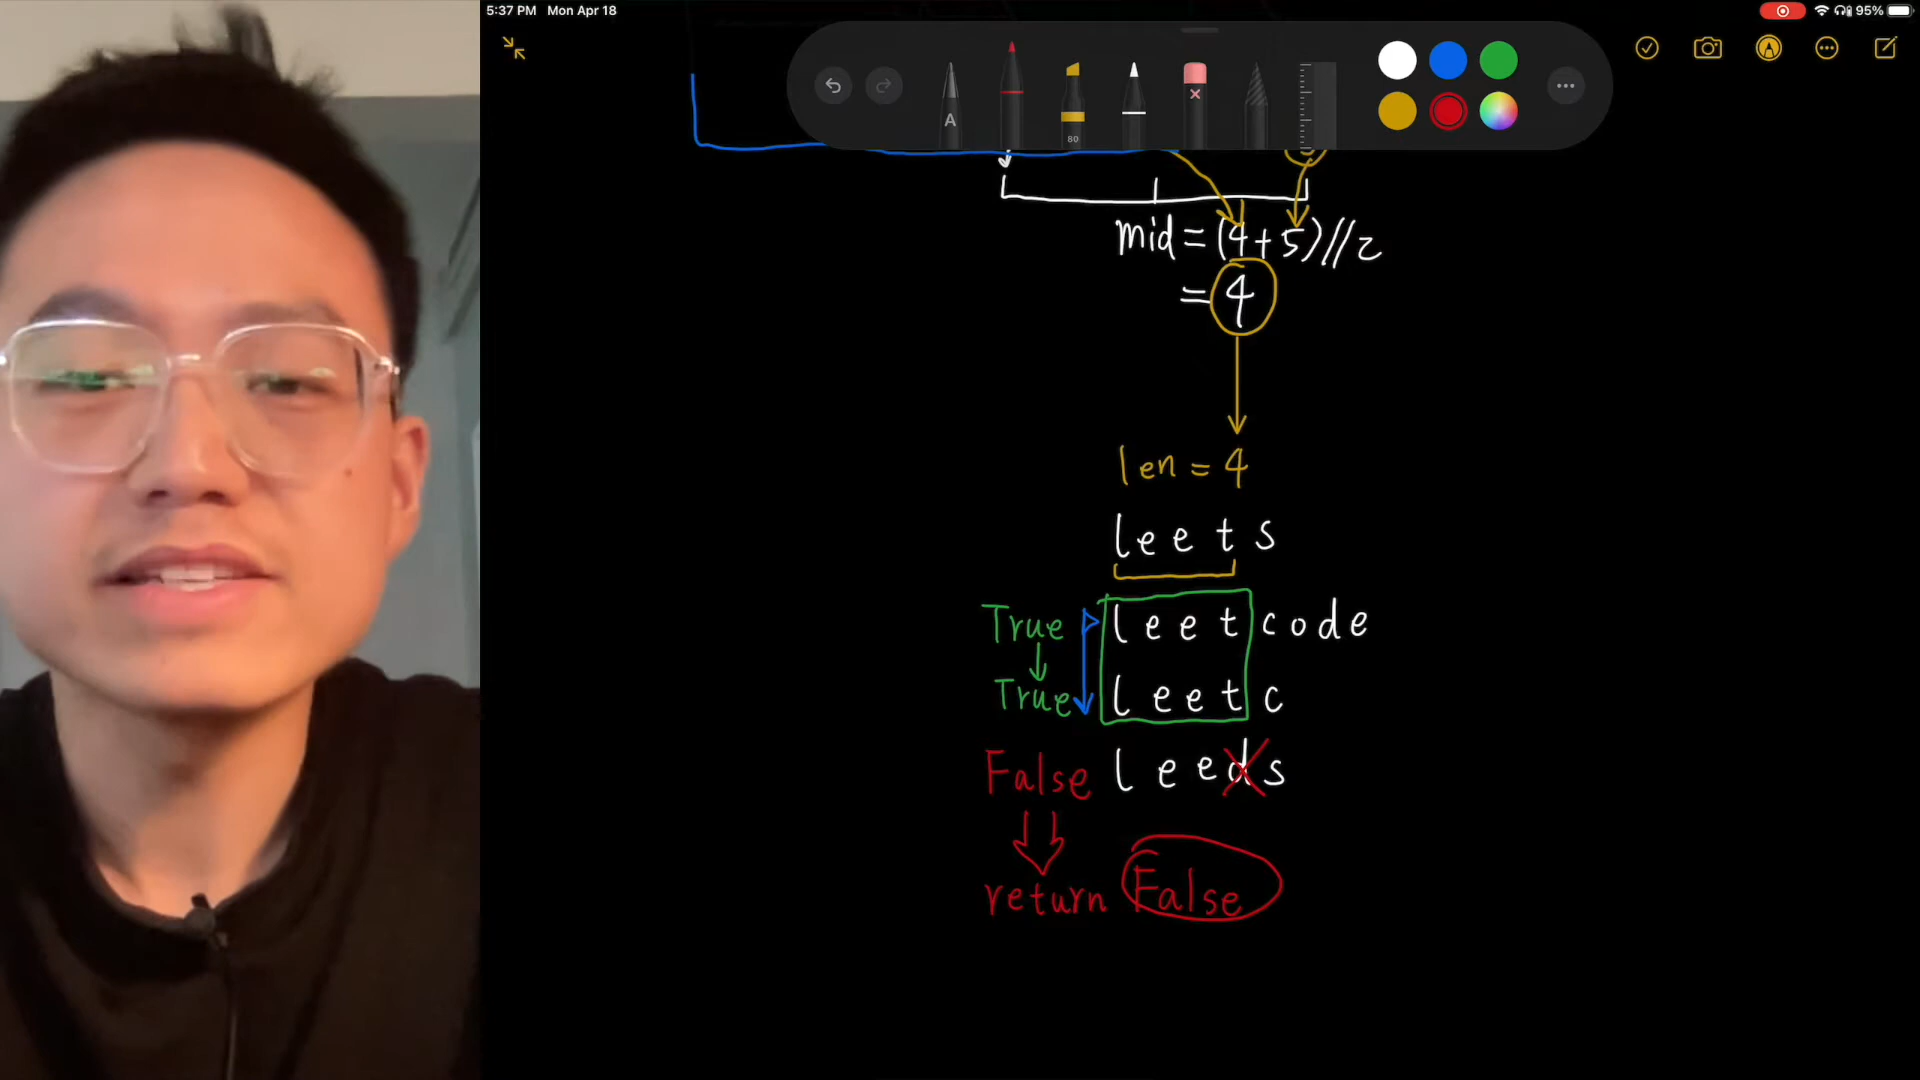 5:37 PM Mon Apr 18
95%
A
80
mid = (4+5)//2
= 4
len = 4
leets
True leetcode
True leetc
False leeds
return False